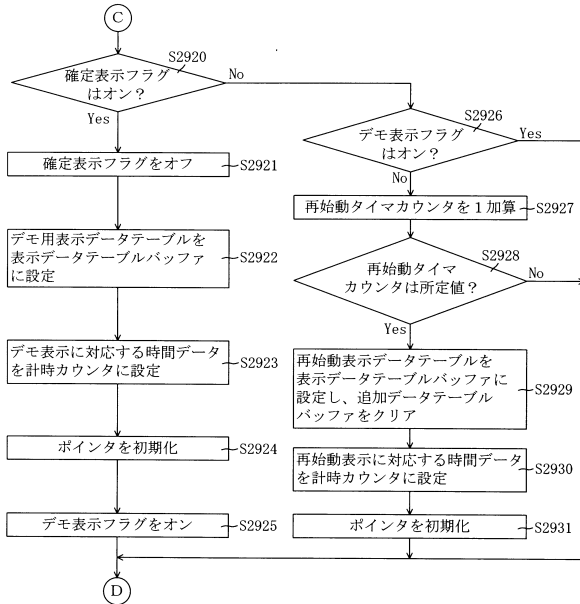 C
S2920
確定表示フラグ
はオン？
No
Yes
確定表示フラグをオフ
S2921
デモ用表示データテーブルを
表示データテーブルバッファ
に設定
S2922
デモ表示に対応する時間データ
を計時カウンタに設定
S2923
ポインタを初期化
S2924
デモ表示フラグをオン
S2925
D
S2926
デモ表示フラグ
はオン？
Yes
No
再始動タイマカウンタを１加算
S2927
S2928
再始動タイマ
カウンタは所定値？
No
Yes
再始動表示データテーブルを
表示データテーブルバッファに
設定し、追加データテーブル
バッファをクリア
S2929
再始動表示に対応する時間データ
を計時カウンタに設定
S2930
ポインタを初期化
S2931